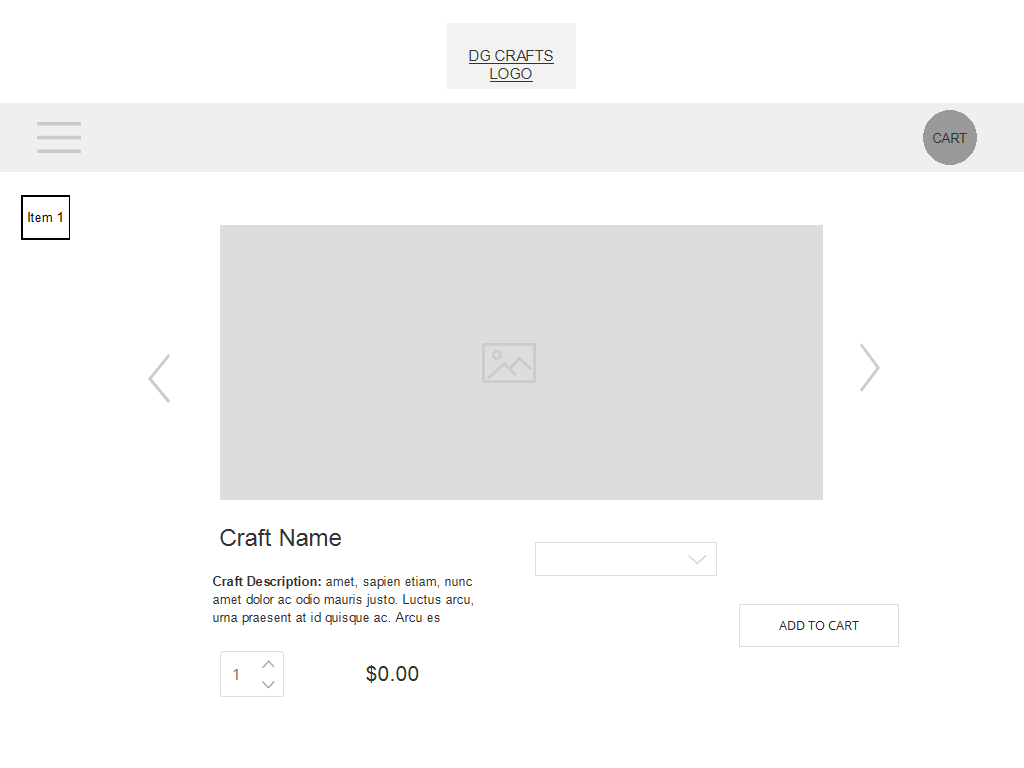 DG CRAFTS
LOGO
CART
Item 1
Craft Name
Craft Description: amet, sapien etiam, nunc
amet dolor ac odio mauris justo. Luctus arcu,
urna praesent at id quisque ac. Arcu es
ADD TO CART
1
$0.00